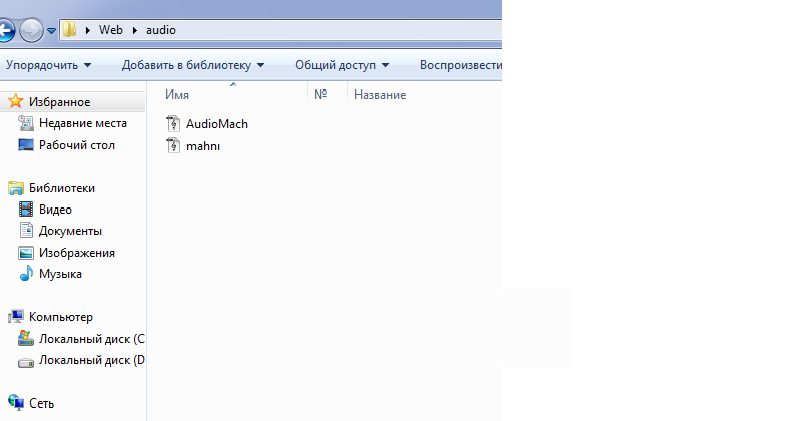 Web audio
Упорядочить Добавить в библиотеку Общий доступ Воспроизвести
Имя № Название
AudioMach
mahnı
Избранное
Недавние места
Рабочий стол
Библиотеки
Видео
Документы
Изображения
Музыка
Компьютер
Локальный диск (C
Локальный диск (D
Сеть